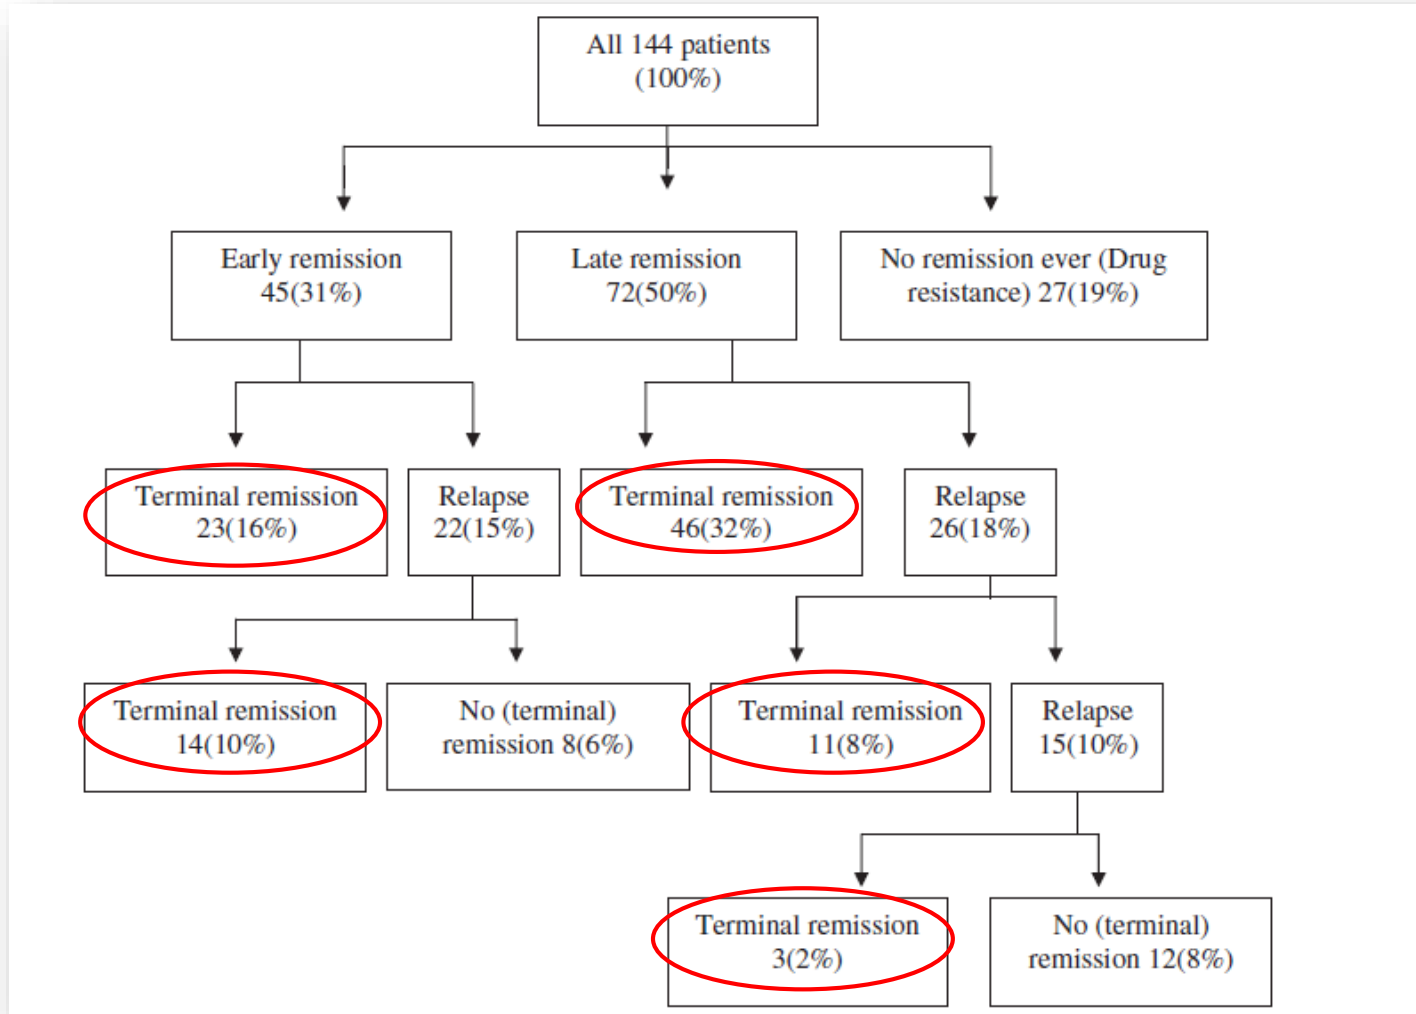 All 144 patients
(100%)
Early remission
45(31%)
Late remission
72(50%)
No remission ever (Drug
resistance) 27(19%)
Terminal remission
23(16%)
Relapse
22(15%)
Terminal remission
46(32%)
Relapse
26(18%)
Terminal remission
14(10%)
No (terminal)
remission 8(6%)
Terminal remission
11(8%)
Relapse
15(10%)
Terminal remission
3(2%)
No (terminal)
remission 12(8%)